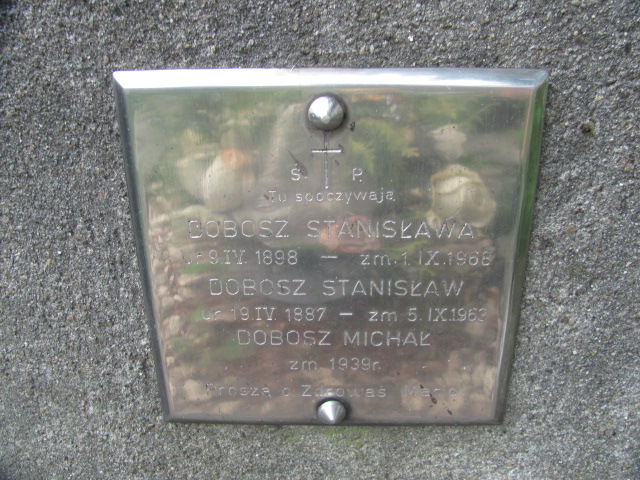 Ś. P.
Tu spoczywają
DOBOSZ STANISŁAWA
ur 9.IV. 1898 – zm. 1.IX.1968
DOBOSZ STANISŁAW
ur 19.IV. 1887 – zm 5.IX.1963
DOBOSZ MICHAŁ
zm. 1939r.
Proszą o Zdrowaś Mario